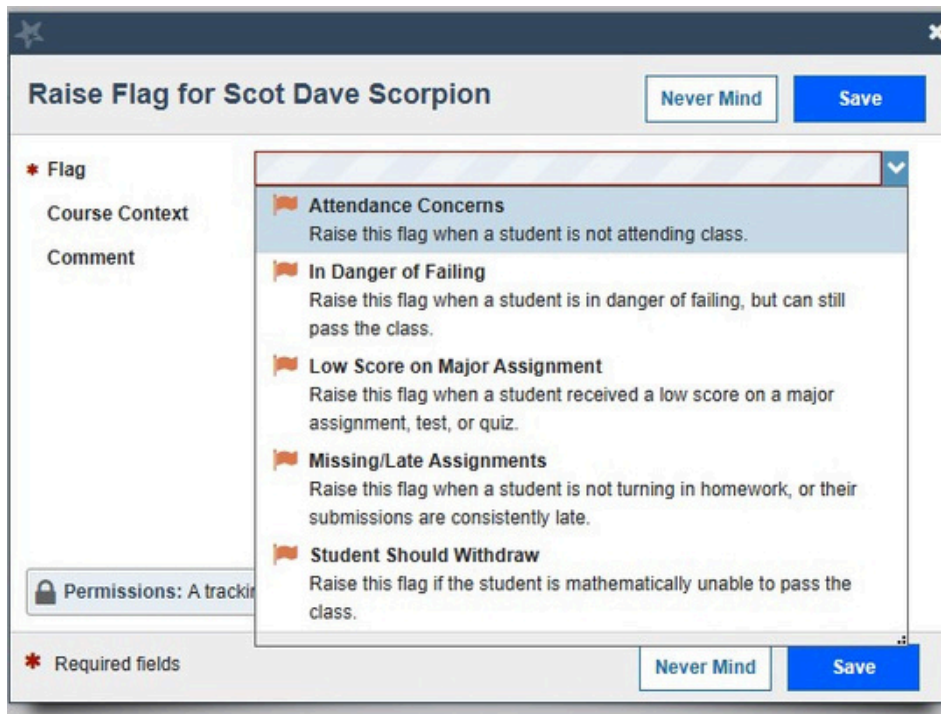 Raise Flag for Scot Dave Scorpion
Never Mind
Save
* Flag
Course Context
Comment
Attendance Concerns
Raise this flag when a student is not attending class.
In Danger of Failing
Raise this flag when a student is in danger of failing, but can still
pass the class.
Low Score on Major Assignment
Raise this flag when a student received a low score on a major
assignment, test, or quiz.
Missing/Late Assignments
Raise this flag when a student is not turning in homework, or their
submissions are consistently late.
Student Should Withdraw
Raise this flag if the student is mathematically unable to pass the
class.
Permissions: A
* Required fields
Never Mind
Save